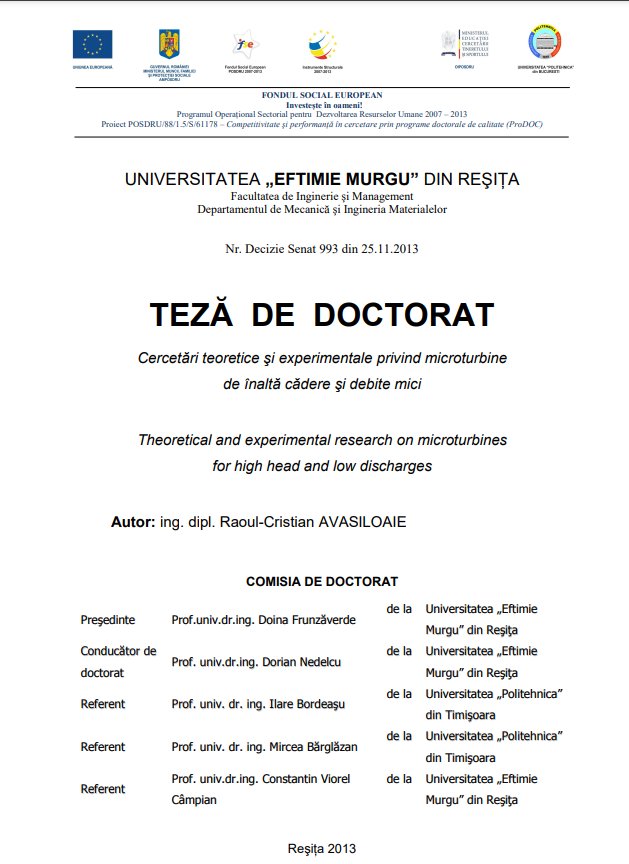 UNIUNEA EUROPEANĂ
GUVERNUL ROMÂNIEI
MINISTERUL MUNCII, FAMILIEI
ŞI PROTECŢIEI SOCIALE
AMPOSDRU
Fondul Social European
POSDRU 2007-2013
Instrumente Structurale
2007-2013
MINISTERUL
EDUCAŢIEI
CERCETĂRII
TINERETULUI
ŞI SPORTULUI
OIPOSDRU
UNIVERSITATEA "POLITEHNICA"
din BUCUREŞTI
FONDUL SOCIAL EUROPEAN
Investeşte în oameni!
Programul Operaţional Sectorial pentru Dezvoltarea Resurselor Umane 2007 – 2013
Proiect POSDRU/88/1.5/S/61178 – Competitivitate şi performanţă în cercetare prin programe doctorale de calitate (ProDOC)
UNIVERSITATEA „EFTIMIE MURGU” DIN REŞIŢA
Facultatea de Inginerie şi Management
Departamentul de Mecanică şi Ingineria Materialelor
Nr. Decizie Senat 993 din 25.11.2013
TEZĂ DE DOCTORAT
Cercetări teoretice şi experimentale privind microturbine
de înaltă cădere şi debite mici
Theoretical and experimental research on microturbines
for high head and low discharges
Autor: ing. dipl. Raoul-Cristian AVASILOAIE
COMISIA DE DOCTORAT
Preşedinte Prof.univ.dr.ing. Doina Frunzăverde de la Universitatea „Eftimie
Murgu” din Reşiţa
Conducător de
doctorat Prof. univ.dr.ing. Dorian Nedelcu de la Universitatea „Eftimie
Murgu” din Reşiţa
Referent Prof. univ. dr. ing. Ilare Bordeaşu de la Universitatea „Politehnica”
din Timişoara
Referent Prof. univ. dr. ing. Mircea Bărglăzan de la Universitatea „Politehnica”
din Timişoara
Referent Prof. univ.dr.ing. Constantin Viorel
Câmpian de la Universitatea „Eftimie
Murgu” din Reşiţa
Reşiţa 2013